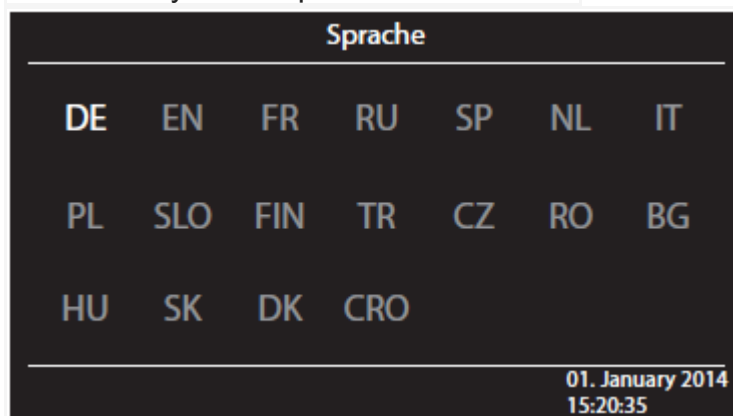 Sprache
DE EN FR RU SP NL IT
PL SLO FIN TR CZ RO BG
HU SK DK CRO
01. January 2014
15:20:35